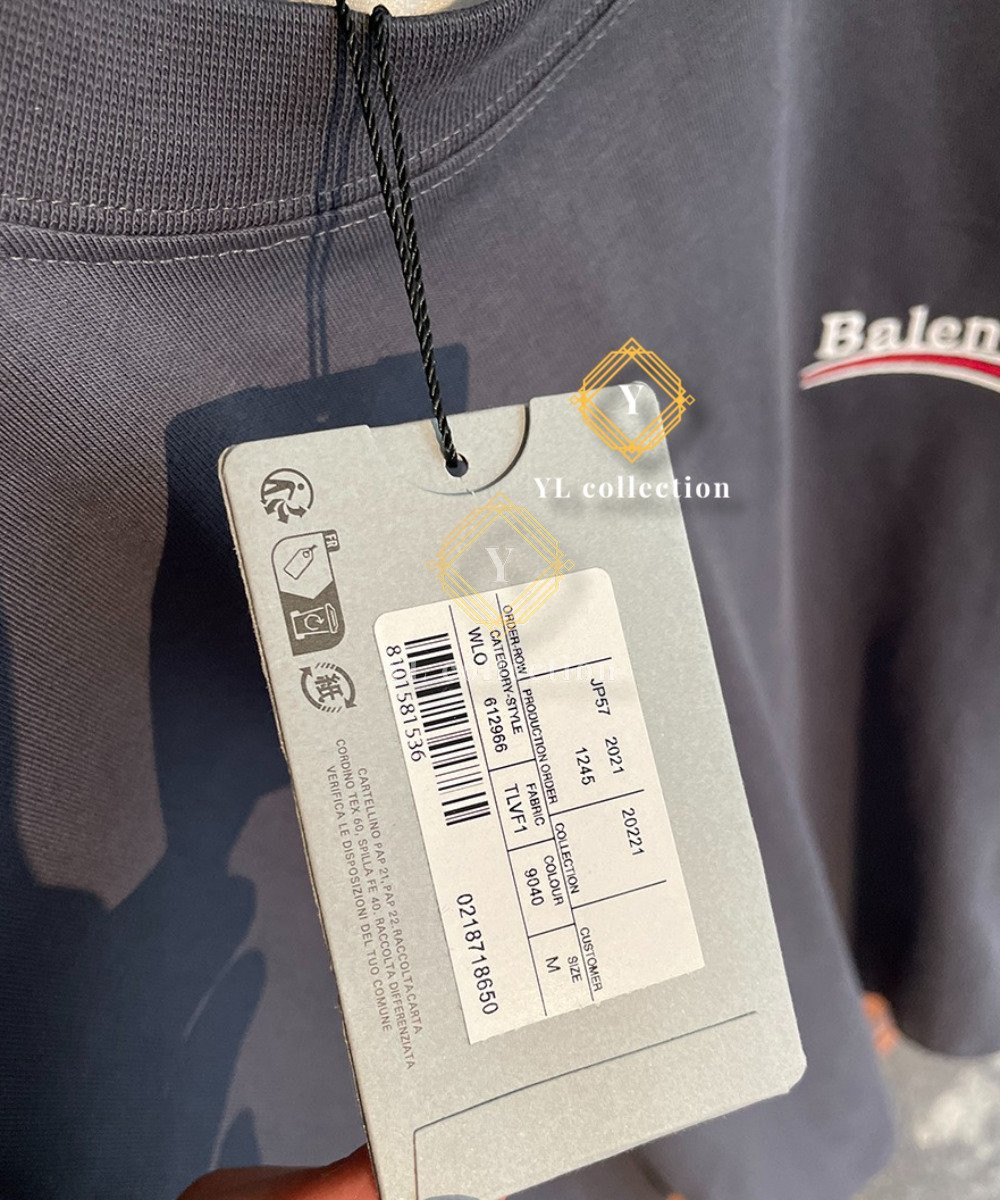 Balen
Y
YL collection
Y
FR
紙
ORDER-ROW PRODUCTION ORDER COLLECTION CUSTOMER
JP57 2021 1245 20221
CATEGORY-STYLE FABRIC COLOUR SIZE
WLO 612966 TLVF1 9040 M
8101581536
0218718650
CARTELLINO PAP 21, PAP 22. RACCOLTA CARTA
CORDINO TEX 60, SPILLA FE 40. RACCOLTA DIFFERENZIATA
VERIFICA LE DISPOSIZIONI DEL TUO COMUNE